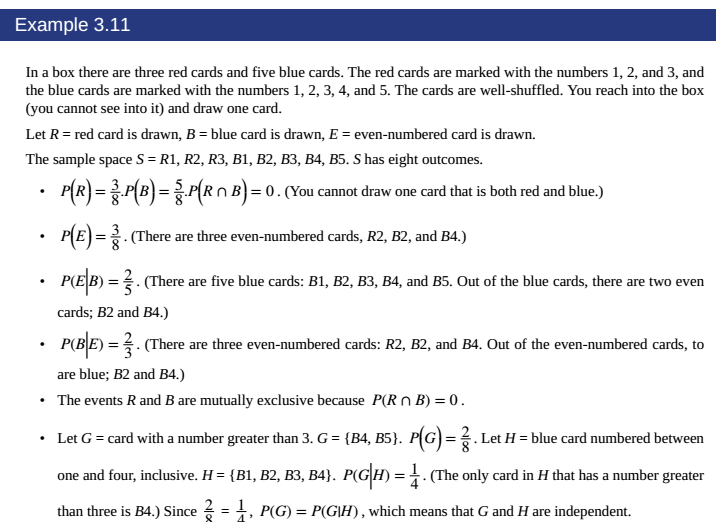 Example 3.11
In a box there are three red cards and five blue cards. The red cards are marked with the numbers 1, 2, and 3, and
the blue cards are marked with the numbers 1, 2, 3, 4, and 5. The cards are well-shuffled. You reach into the box
(you cannot see into it) and draw one card.
Let R = red card is drawn, B = blue card is drawn, E = even-numbered card is drawn.
The sample space S = R1, R2, R3, B1, B2, B3, B4, B5. S has eight outcomes.
• P(R) = 3/8. P(B) = 5/8. P(R ∩ B) = 0. (You cannot draw one card that is both red and blue.)
• P(E) = 3/8. (There are three even-numbered cards, R2, B2, and B4.)
• P(E|B) = 2/5. (There are five blue cards: B1, B2, B3, B4, and B5. Out of the blue cards, there are two even
cards; B2 and B4.)
• P(B|E) = 2/3. (There are three even-numbered cards: R2, B2, and B4. Out of the even-numbered cards, to
are blue; B2 and B4.)
• The events R and B are mutually exclusive because P(R ∩ B) = 0.
• Let G = card with a number greater than 3. G = {B4, B5}. P(G) = 2/8. Let H = blue card numbered between
one and four, inclusive. H = {B1, B2, B3, B4}. P(G|H) = 1/4. (The only card in H that has a number greater
than three is B4.) Since 2/8 = 1/4, P(G) = P(G|H), which means that G and H are independent.